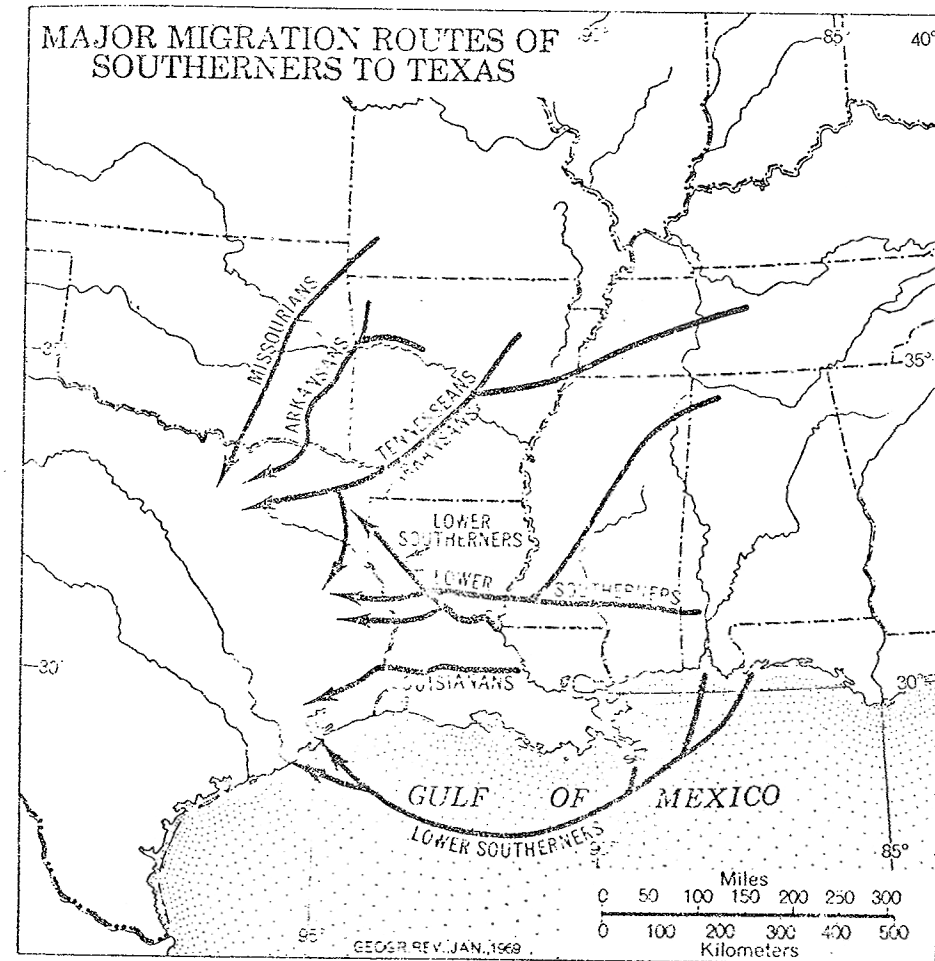 MAJOR MIGRATION ROUTES OF
SOUTHERNERS TO TEXAS
90°
85°
40°
MISSOURIANS
ARKANSANS
TENNESSEANS
35°
LOWER
SOUTHERNERS
LOWER SOUTHERNERS
30°
LOUISIANANS
30°
GULF OF MEXICO
LOWER SOUTHERNERS
85°
Miles
0 50 100 150 200 250 300
0 100 200 300 400 500
Kilometers
95°
GEOGR. REV., JAN., 1969